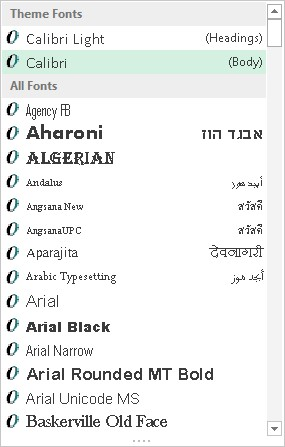 Theme Fonts
Calibri Light (Headings)
Calibri (Body)
All Fonts
Agency FB
Aharoni אבגד הוז
ALGERIAN
Andalus أبجد هوز
Angsana New สวัสดี
AngsanaUPC สวัสดี
Aparajita देवनागरी
Arabic Typesetting أبجد هوز
Arial
Arial Black
Arial Narrow
Arial Rounded MT Bold
Arial Unicode MS
Baskerville Old Face